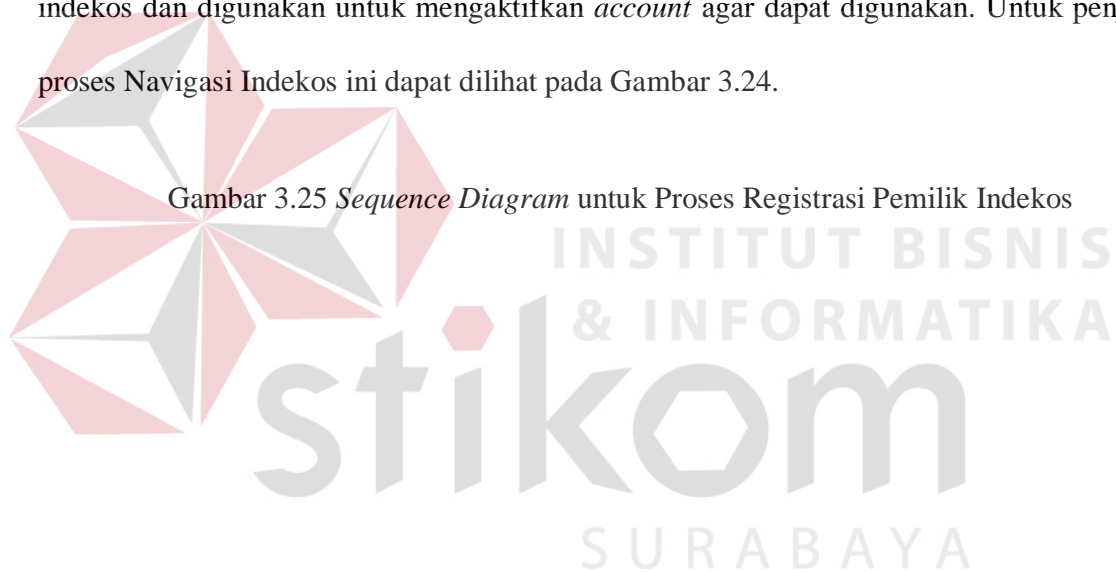 indekos dan digunakan untuk mengaktifkan account agar dapat digunakan. Untuk
proses Navigasi Indekos ini dapat dilihat pada Gambar 3.24.
Gambar 3.25 Sequence Diagram untuk Proses Registrasi Pemilik Indekos
INSTITUT BISNIS
& INFORMATIKA
stikom
SURABAYA